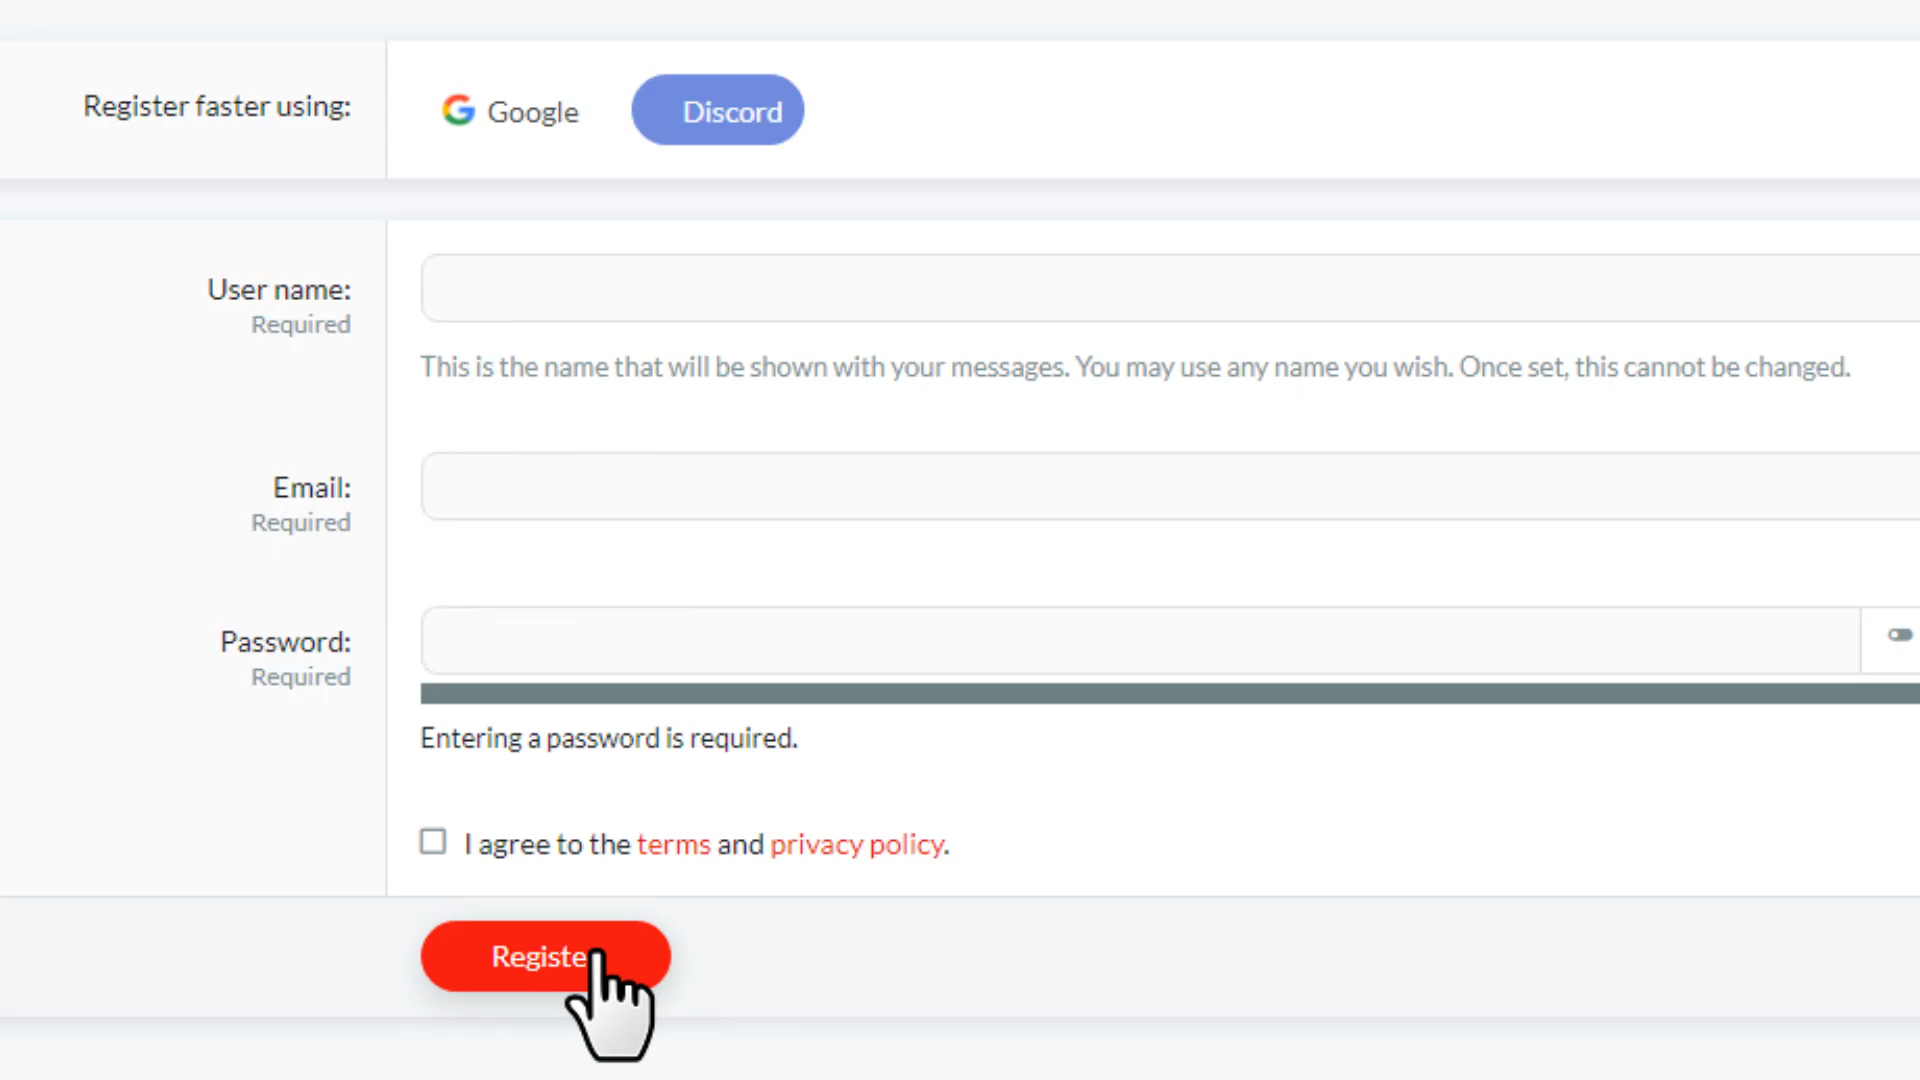 Register faster using:
Google
Discord
User name:
Required
This is the name that will be shown with your messages. You may use any name you wish. Once set, this cannot be changed.
Email:
Required
Password:
Required
Entering a password is required.
I agree to the terms and privacy policy.
Registe